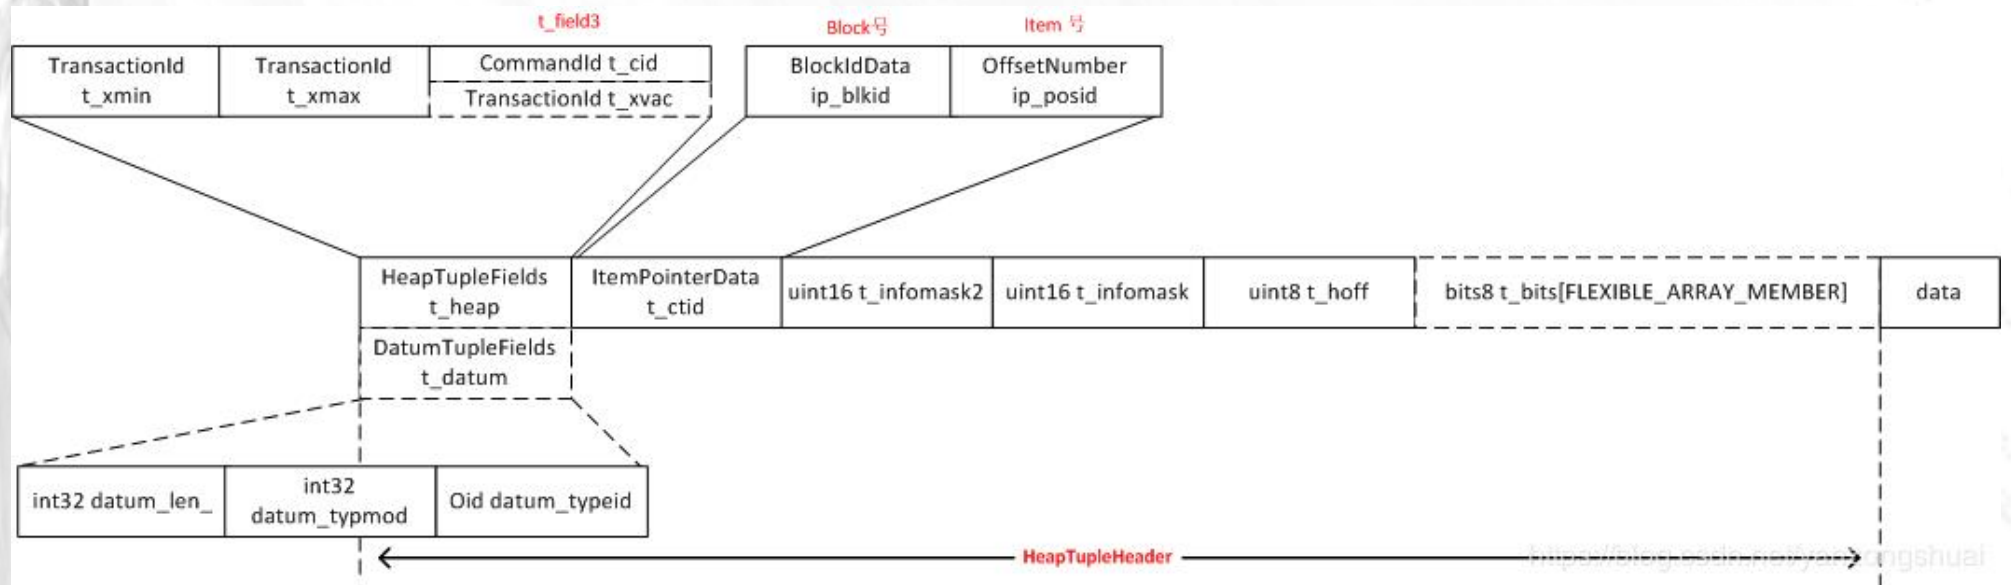 t_field3
Block号
Item 号
TransactionId
t_xmin
TransactionId
t_xmax
CommandId t_cid
TransactionId t_xvac
BlockIdData
ip_blkid
OffsetNumber
ip_posid
HeapTupleFields
t_heap
ItemPointerData
t_ctid
uint16 t_infomask2
uint16 t_infomask
uint8 t_hoff
bits8 t_bits[FLEXIBLE_ARRAY_MEMBER]
data
DatumTupleFields
t_datum
int32 datum_len_
int32
datum_typmod
Oid datum_typeid
HeapTupleHeader